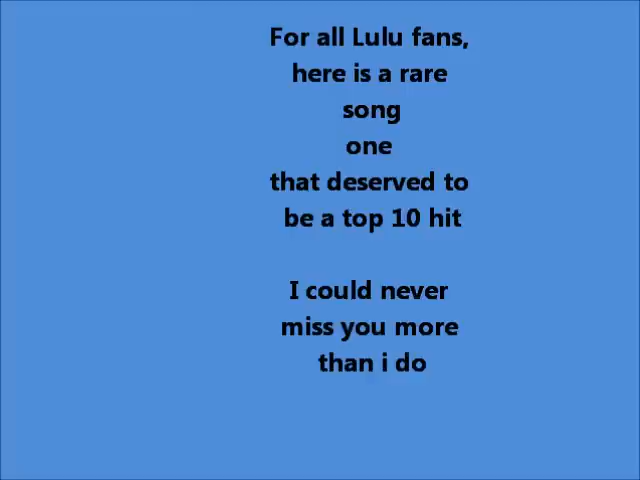 For all Lulu fans,
here is a rare
song
one
that deserved to
be a top 10 hit
I could never
miss you more
than i do